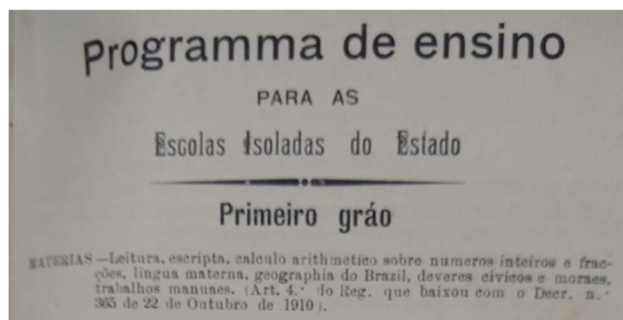 Programma de ensino
PARA AS
Escolas Isoladas do Estado
Primeiro gráo
MATERIAS—Leitura, escripta, calculo arithmetico sobre numeros inteiros e frac-
ções, lingua materna, geographia do Brazil, deveres civicos e moraes,
trabalhos manuaes. (Art. 4.º do Reg. que baixou com o Decr. n.º
365 de 22 de Outubro de 1910).